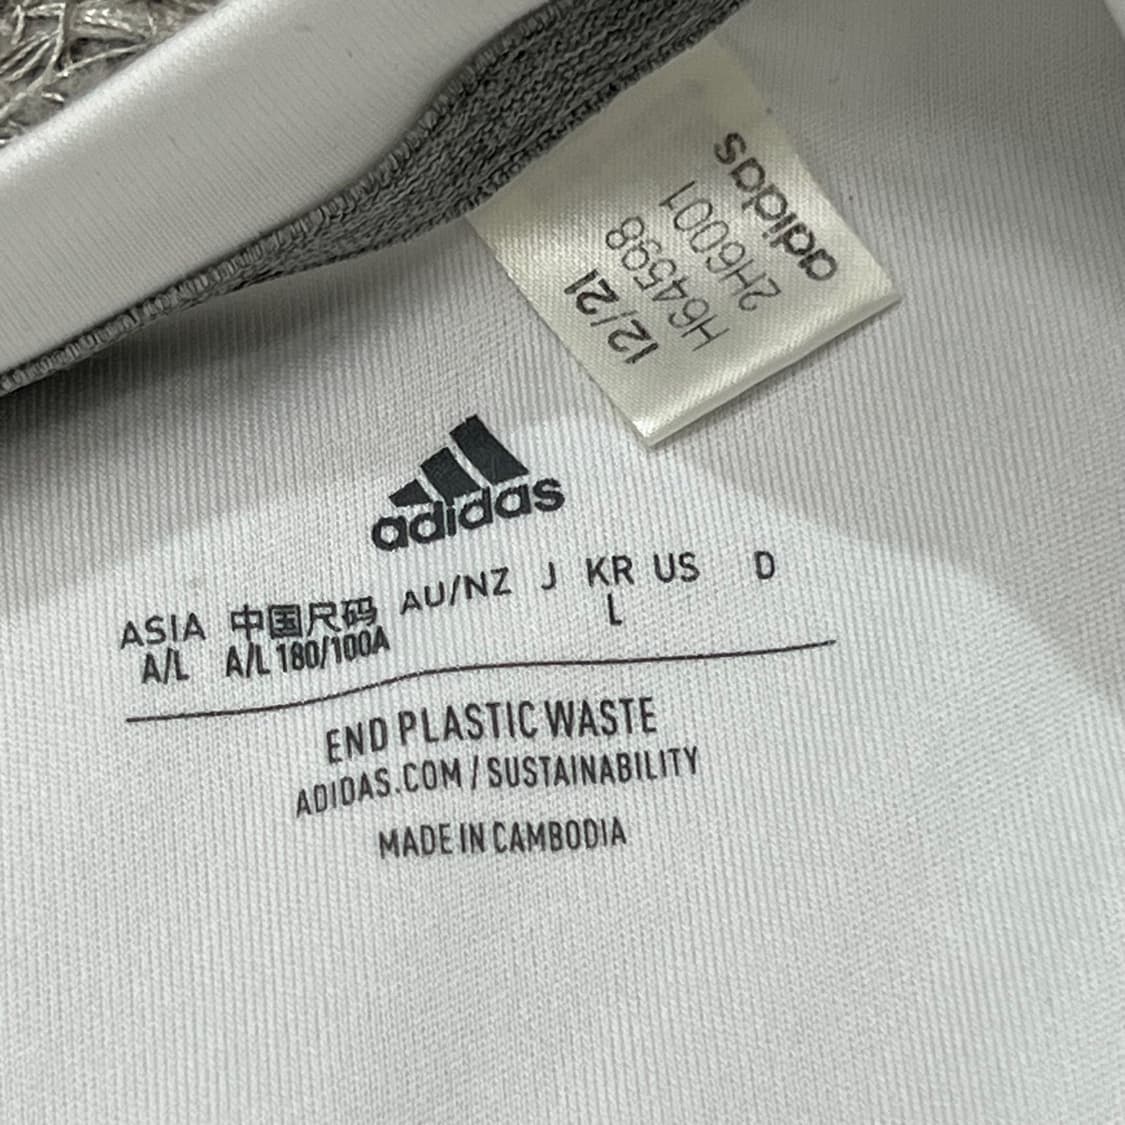 adidas
2H6001
H64598
12/21
adidas
ASIA 中国尺码 AU/NZ J KR US D
A/L A/L 180/100A L
END PLASTIC WASTE
ADIDAS.COM / SUSTAINABILITY
MADE IN CAMBODIA